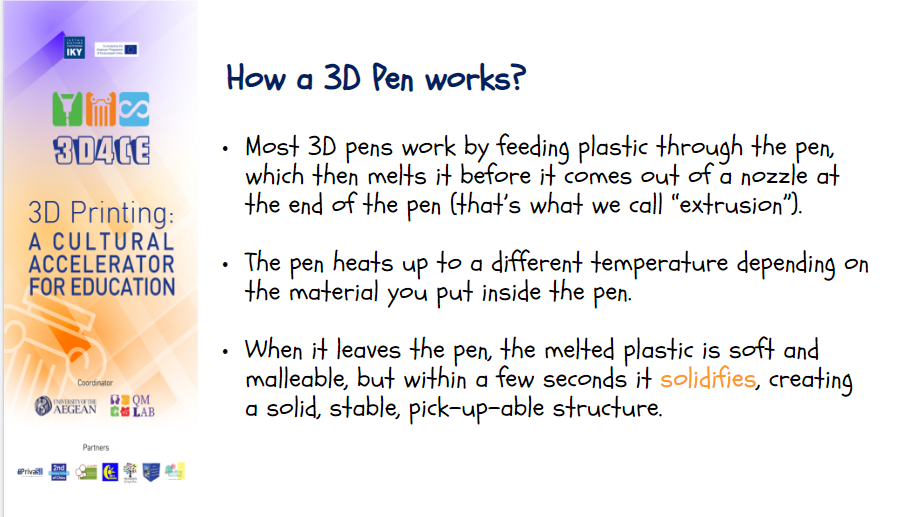 IKY
3D4CE
3D Printing:
A CULTURAL
ACCELERATOR
FOR EDUCATION
Coordinator
UNIVERSITY OF THE
AEGEAN
QM
LAB
Partners
2nd
How a 3D Pen works?
• Most 3D pens work by feeding plastic through the pen,
which then melts it before it comes out of a nozzle at
the end of the pen (that's what we call "extrusion").
• The pen heats up to a different temperature depending on
the material you put inside the pen.
• When it leaves the pen, the melted plastic is soft and
malleable, but within a few seconds it solidifies, creating
a solid, stable, pick-up-able structure.